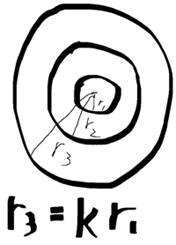 r₁
r₂
r₃
r₃ = k r₁